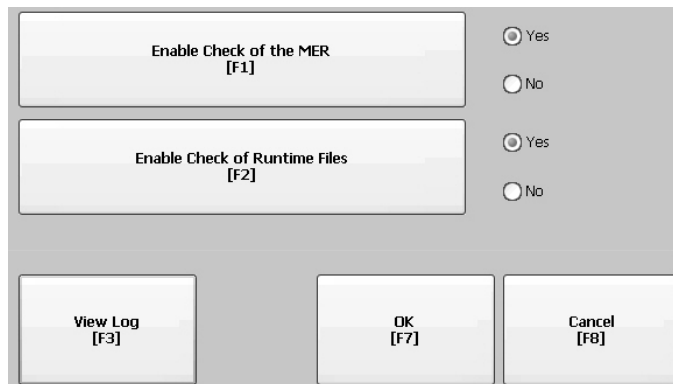 Enable Check of the MER
[F1]
Yes
No
Enable Check of Runtime Files
[F2]
Yes
No
View Log
[F3]
OK
[F7]
Cancel
[F8]